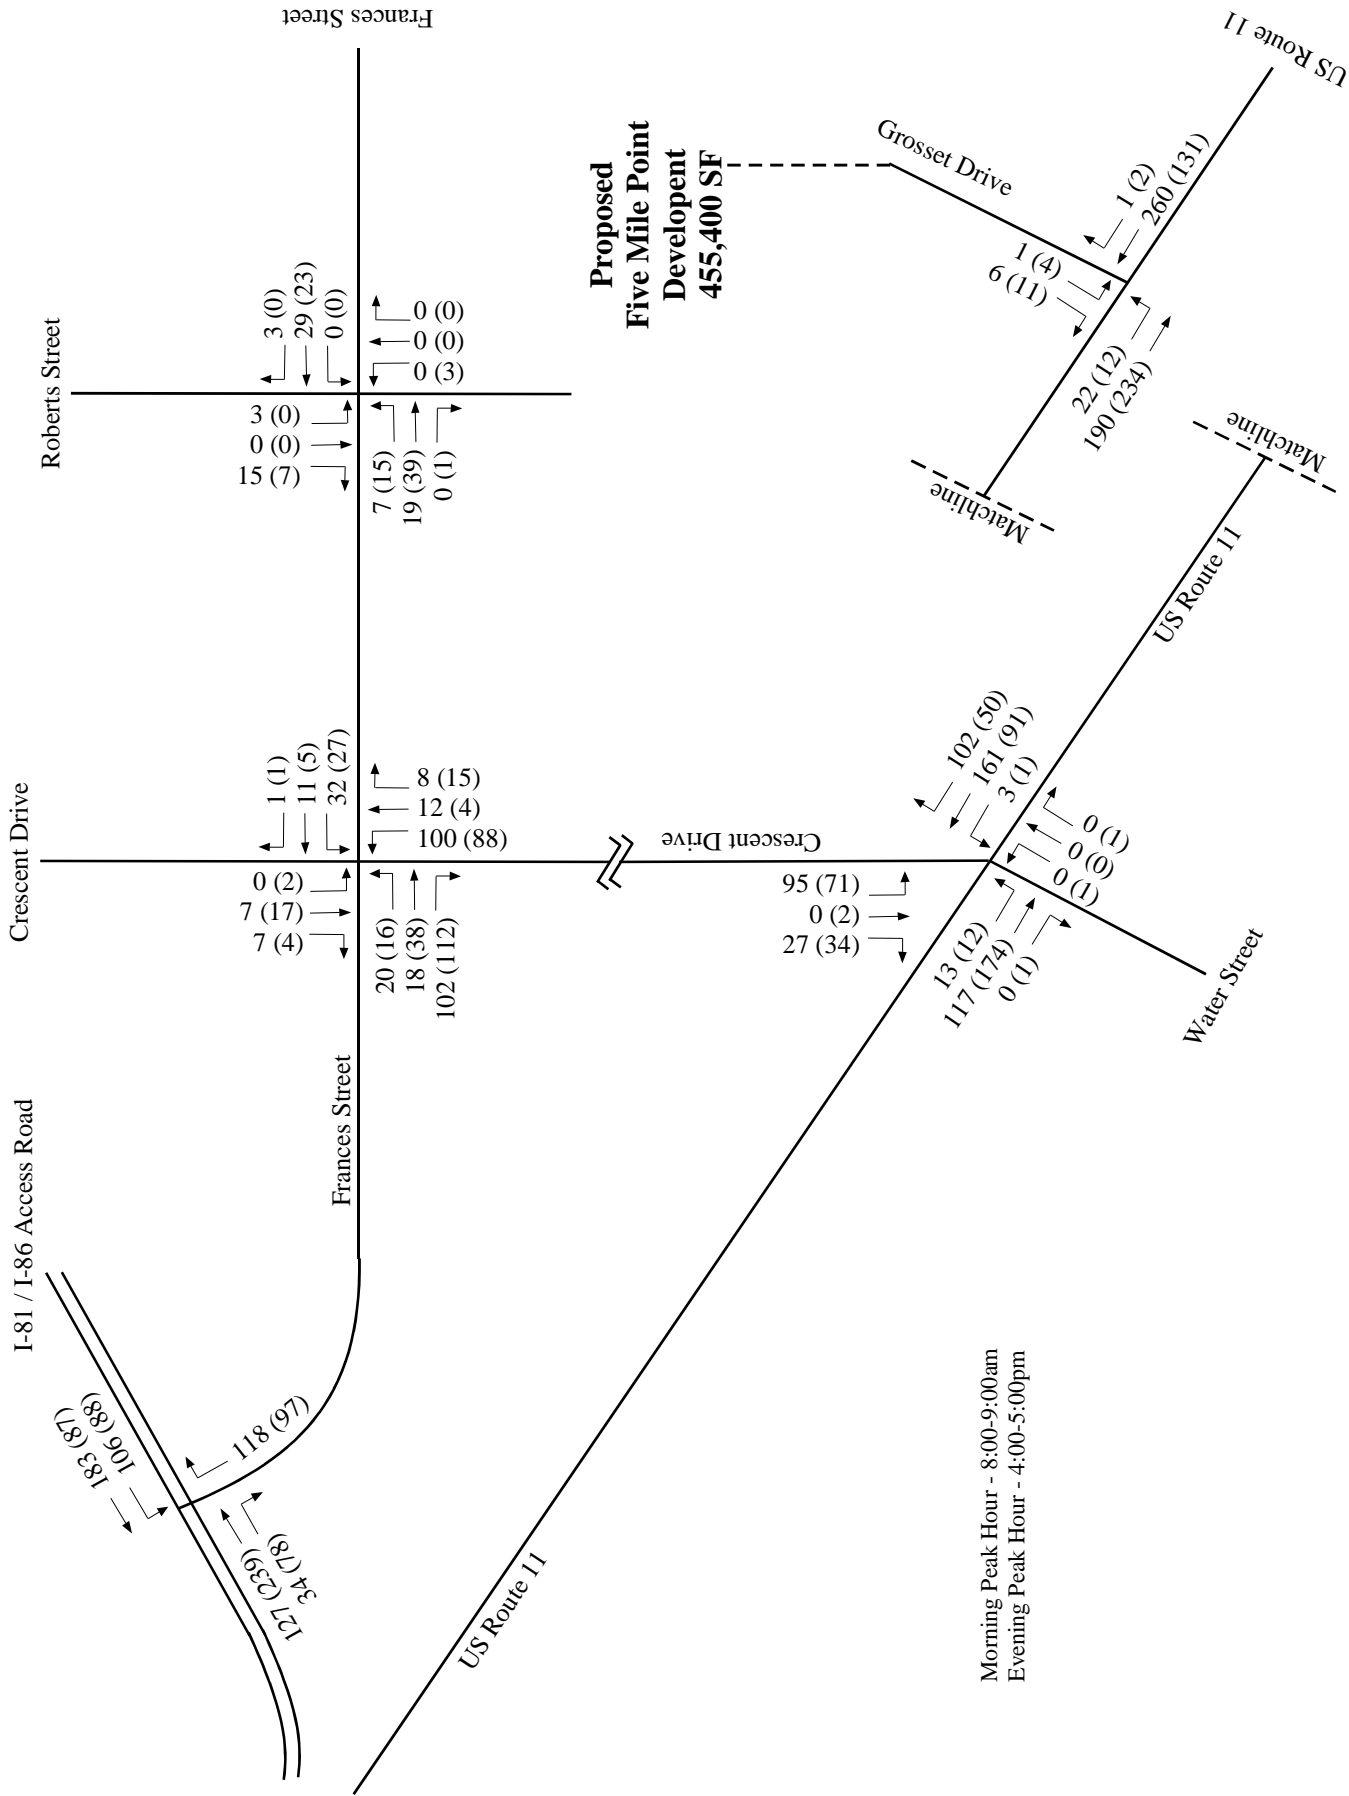 Frances Street
US Route 11
Roberts Street
3 (0)
29 (23)
0 (0)
0 (0)
0 (0)
0 (3)
3 (0)
0 (0)
15 (7)
7 (15)
19 (39)
0 (1)
Proposed
Five Mile Point
Developent
455,400 SF
Grosset Drive
1 (2)
260 (131)
1 (4)
6 (11)
22 (12)
190 (234)
Matchline
Matchline
US Route 11
Crescent Drive
1 (1)
11 (5)
32 (27)
8 (15)
12 (4)
100 (88)
0 (2)
7 (17)
7 (4)
20 (16)
18 (38)
102 (112)
Crescent Drive
102 (50)
161 (91)
3 (1)
0 (1)
0 (0)
0 (1)
95 (71)
0 (2)
27 (34)
13 (12)
117 (174)
0 (1)
Water Street
Frances Street
I-81 / I-86 Access Road
183 (87)
106 (88)
118 (97)
127 (239)
34 (78)
US Route 11
Morning Peak Hour - 8:00-9:00am
Evening Peak Hour - 4:00-5:00pm